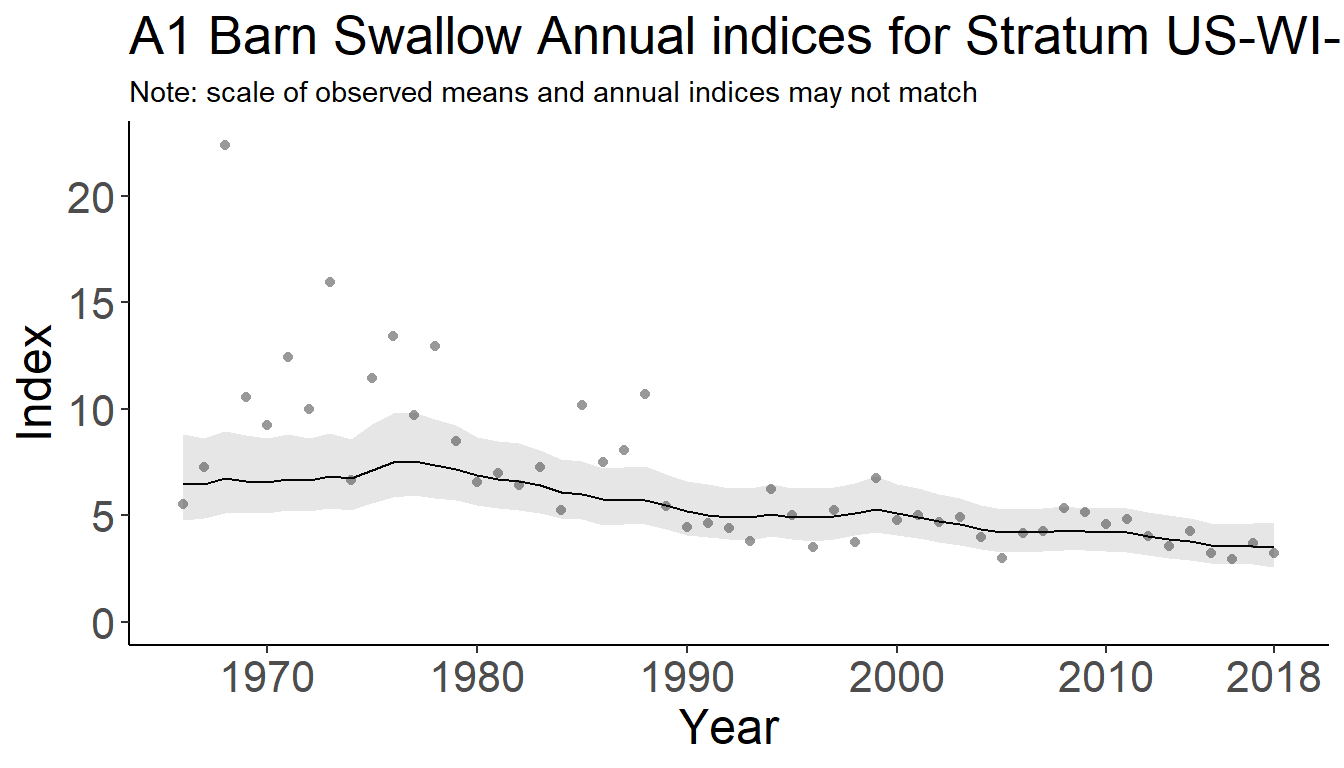 A1 Barn Swallow Annual indices for Stratum US-WI-
Note: scale of observed means and annual indices may not match
Index
20
15
10
5
0
1970 1980 1990 2000 2010 2018
Year